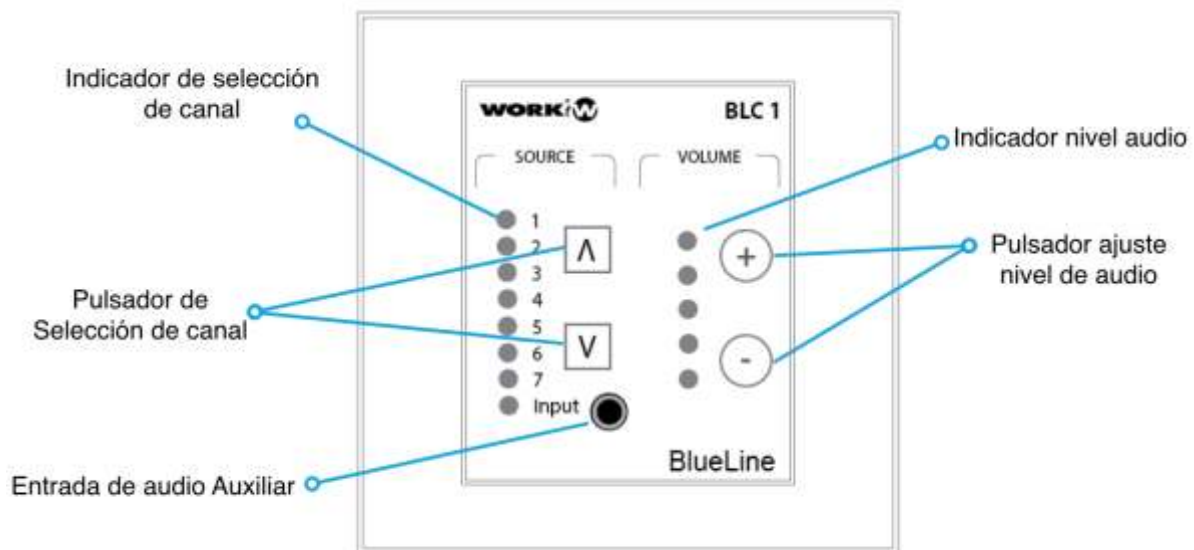 Indicador de selección
de canal
WORK
BLC 1
Indicador nivel audio
SOURCE
VOLUME
1
2
3
4
5
6
7
Input
Λ
V
+
-
Pulsador ajuste
nivel de audio
Pulsador de
Selección de canal
Entrada de audio Auxiliar
BlueLine